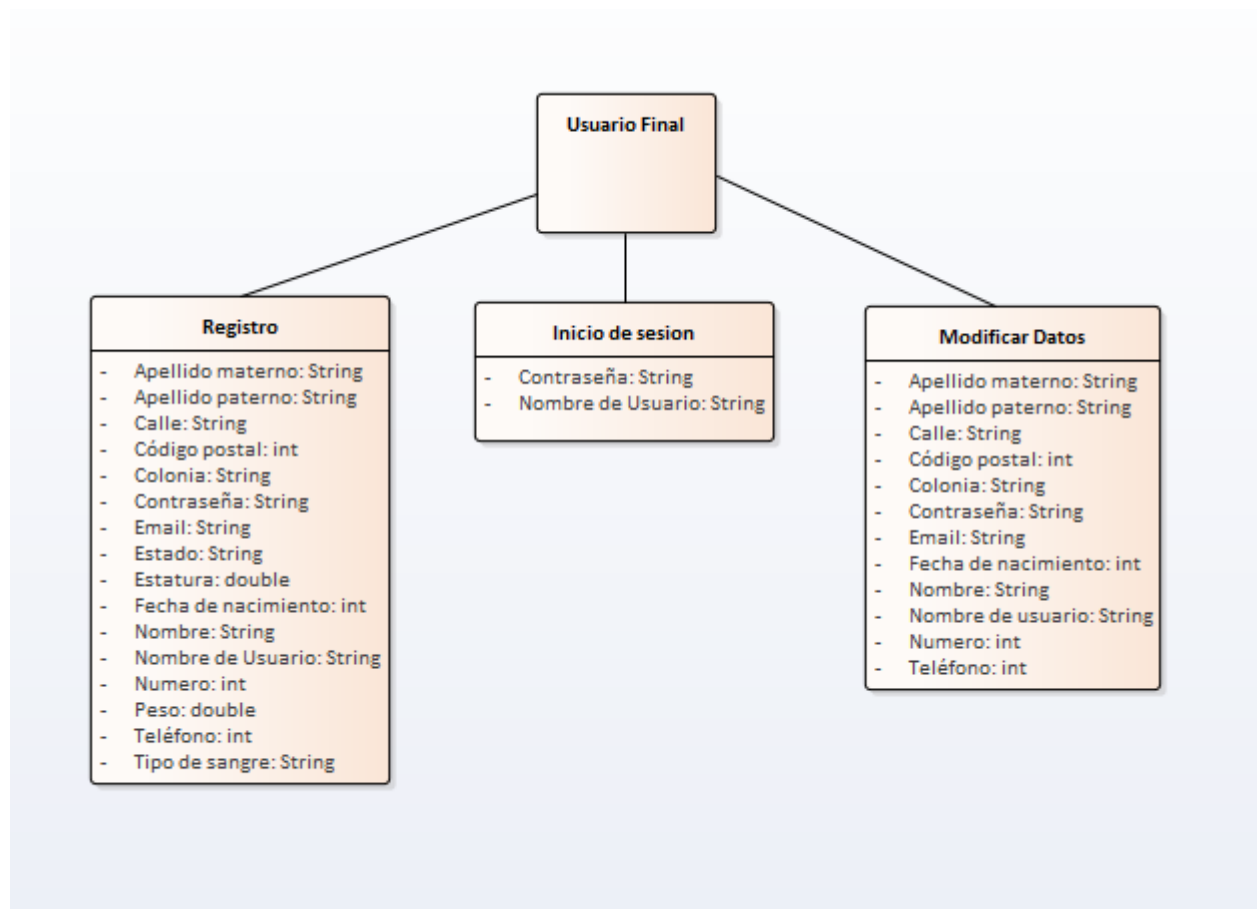 Usuario Final
Registro
- Apellido materno: String
- Apellido paterno: String
- Calle: String
- Código postal: int
- Colonia: String
- Contraseña: String
- Email: String
- Estado: String
- Estatura: double
- Fecha de nacimiento: int
- Nombre: String
- Nombre de Usuario: String
- Numero: int
- Peso: double
- Teléfono: int
- Tipo de sangre: String
Inicio de sesion
- Contraseña: String
- Nombre de Usuario: String
Modificar Datos
- Apellido materno: String
- Apellido paterno: String
- Calle: String
- Código postal: int
- Colonia: String
- Contraseña: String
- Email: String
- Fecha de nacimiento: int
- Nombre: String
- Nombre de usuario: String
- Numero: int
- Teléfono: int